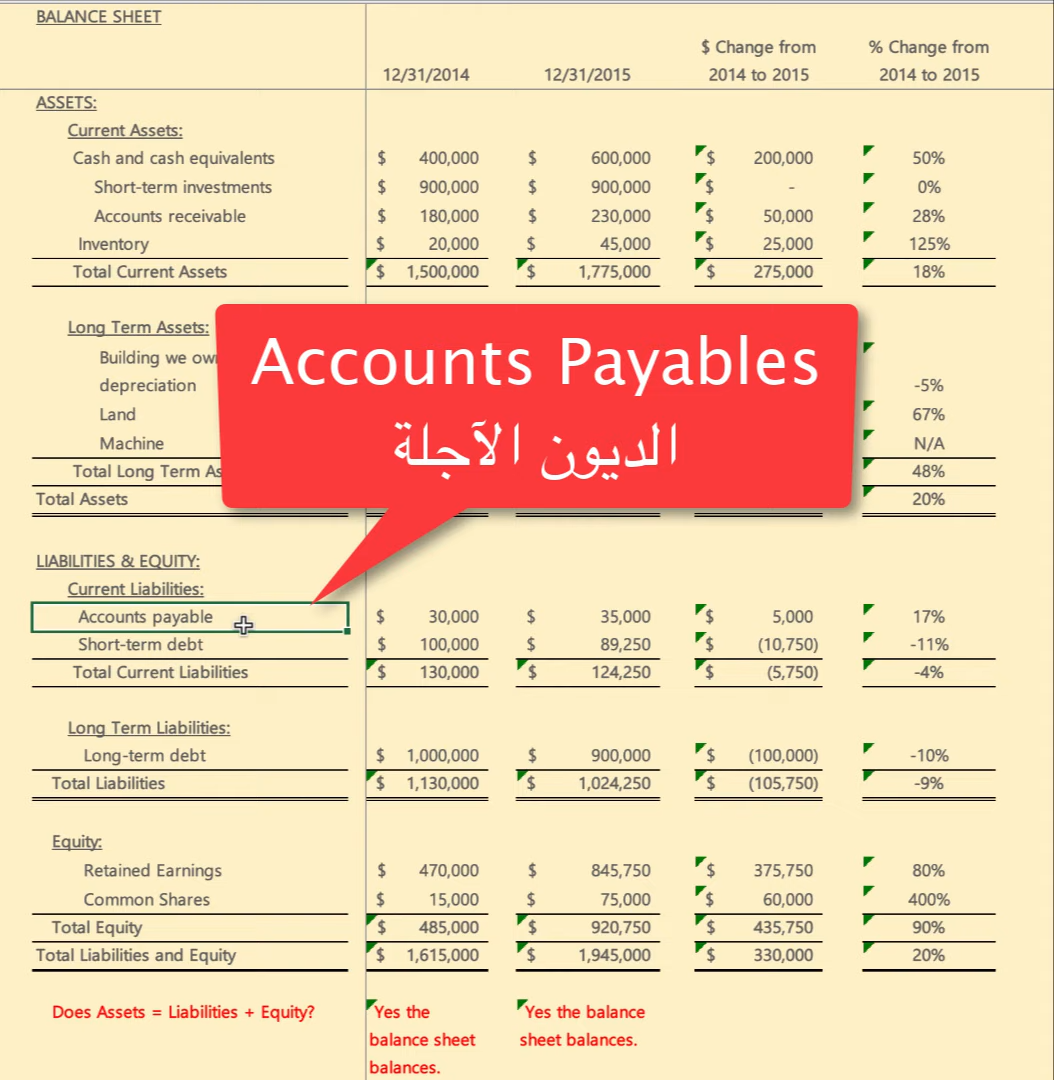 BALANCE SHEET
$ Change from % Change from
12/31/2014 12/31/2015 2014 to 2015 2014 to 2015
ASSETS:
Current Assets:
Cash and cash equivalents $ 400,000 $ 600,000 $ 200,000 50%
Short-term investments $ 900,000 $ 900,000 $ - 0%
Accounts receivable $ 180,000 $ 230,000 $ 50,000 28%
Inventory $ 20,000 $ 45,000 $ 25,000 125%
Total Current Assets $ 1,500,000 $ 1,775,000 $ 275,000 18%
Long Term Assets:
Building we
depreciation -5%
Land 67%
Machine N/A
Total Long Term 48%
Total Assets 20%
Accounts Payables
الديون الآجلة
LIABILITIES & EQUITY:
Current Liabilities:
Accounts payable $ 30,000 $ 35,000 $ 5,000 17%
Short-term debt $ 100,000 $ 89,250 $ (10,750) -11%
Total Current Liabilities $ 130,000 $ 124,250 $ (5,750) -4%
Long Term Liabilities:
Long-term debt $ 1,000,000 $ 900,000 $ (100,000) -10%
Total Liabilities $ 1,130,000 $ 1,024,250 $ (105,750) -9%
Equity:
Retained Earnings $ 470,000 $ 845,750 $ 375,750 80%
Common Shares $ 15,000 $ 75,000 $ 60,000 400%
Total Equity $ 485,000 $ 920,750 $ 435,750 90%
Total Liabilities and Equity $ 1,615,000 $ 1,945,000 $ 330,000 20%
Does Assets = Liabilities + Equity? Yes the Yes the balance
balance sheet sheet balances.
balances.